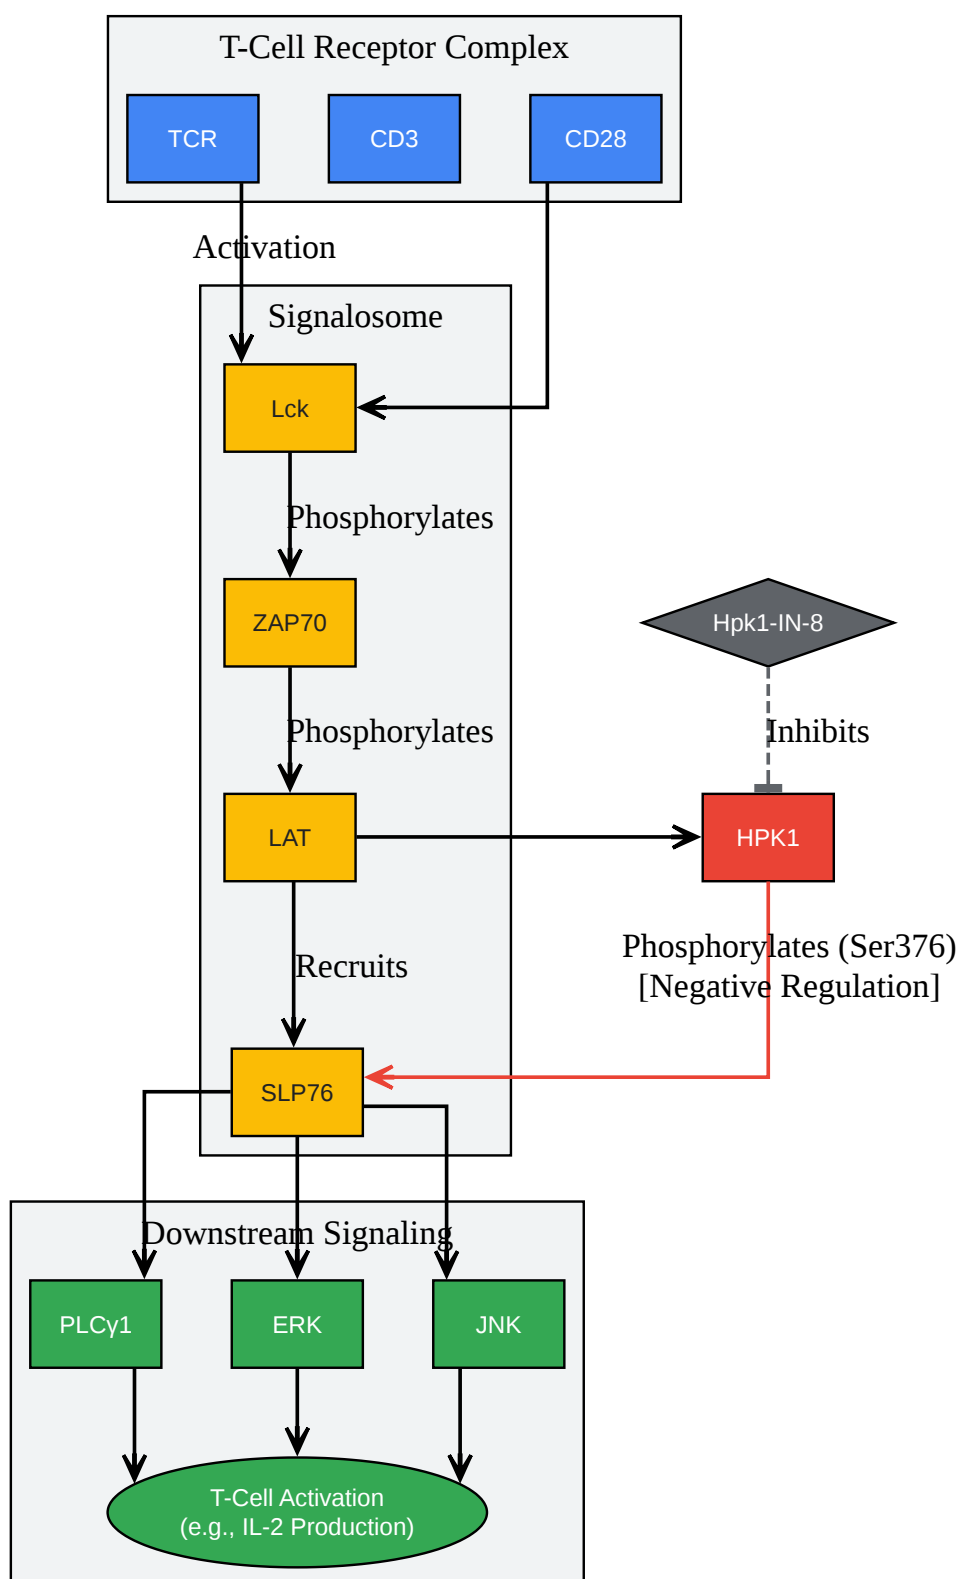 T-Cell Receptor Complex
TCR
CD3
CD28
Activation
Signalosome
Lck
Phosphorylates
ZAP70
Hpk1-IN-8
Phosphorylates
Inhibits
LAT
HPK1
Phosphorylates (Ser376)
[Negative Regulation]
Recruits
SLP76
Downstream Signaling
PLCγ1
ERK
JNK
T-Cell Activation
(e.g., IL-2 Production)